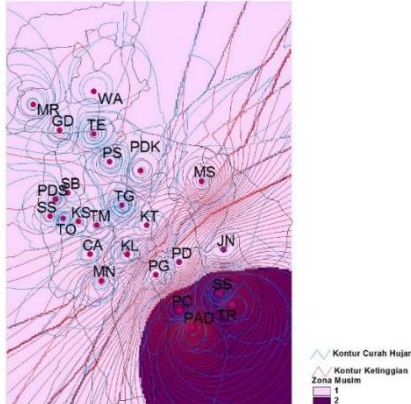 WA
MR
GD
TE
PS
PDK
MS
SB
PDS
SS
KS
TG
TO
TM
KT
CA
KL
JN
PD
MN
PG
SS
PC
TR
PAD
Kontur Curah Hujan
Kontur Ketinggian
Zona Musim
1
2